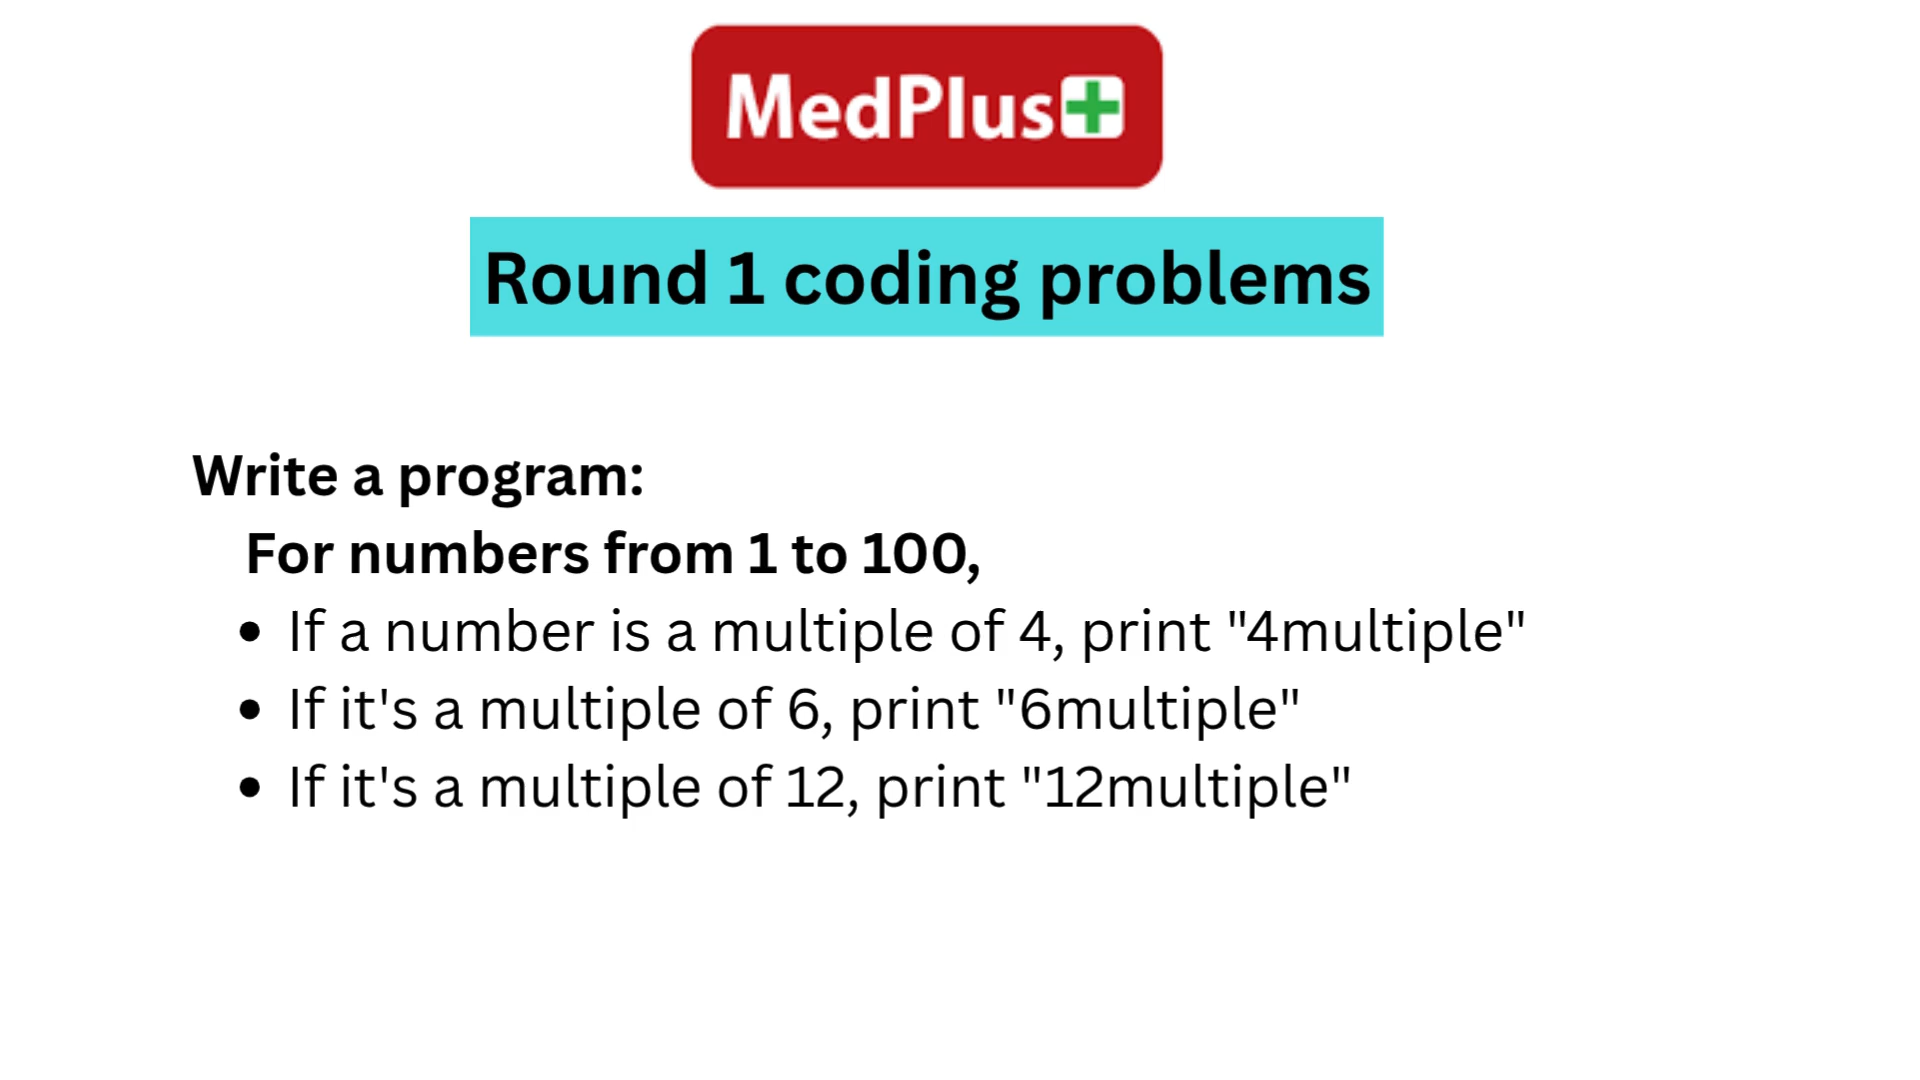 MedPlus
Round 1 coding problems
Write a program:
For numbers from 1 to 100,
• If a number is a multiple of 4, print "4multiple"
• If it's a multiple of 6, print "6multiple"
• If it's a multiple of 12, print "12multiple"